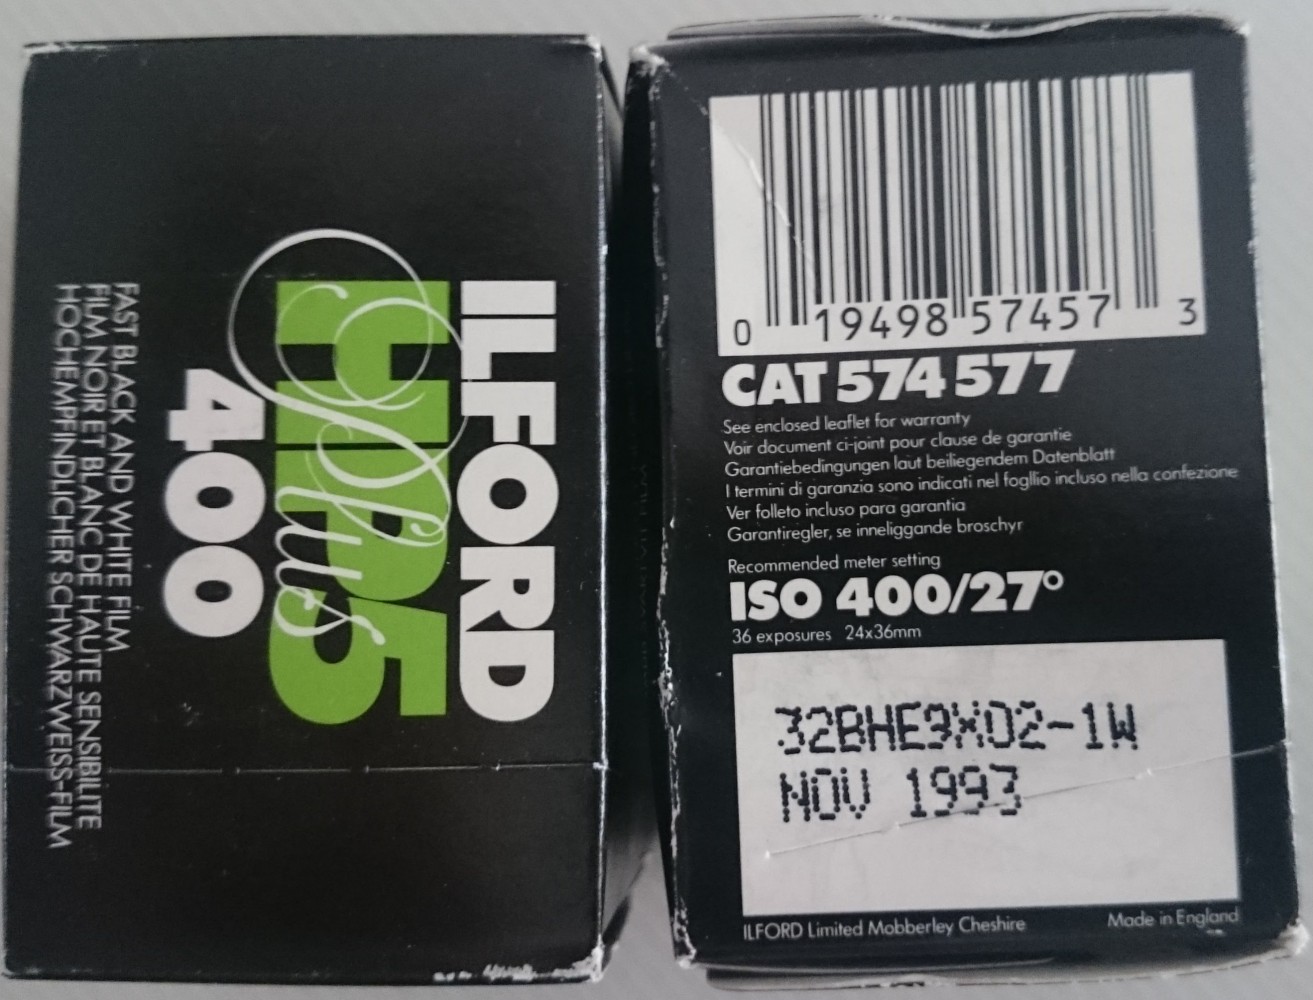 ILFORD
HP5
Plus
400
FAST BLACK AND WHITE FILM
FILM NOIR ET BLANC DE HAUTE SENSIBILITE
HOCHEMPFINDLICHER SCHWARZWEISS-FILM
0 19498 57457 3
CAT 574 577
See enclosed leaflet for warranty
Voir document ci-joint pour clause de garantie
Garantiebedingungen laut beiliegendem Datenblatt
I termini di garanzia sono indicati nel fogllio incluso nella confezione
Ver folleto incluso para garantia
Garantiregler, se inneliggande broschyr
Recommended meter setting
ISO 400/27°
36 exposures 24x36mm
32BHE9X02-1W
NOV 1993
ILFORD Limited Mobberley Cheshire Made in England